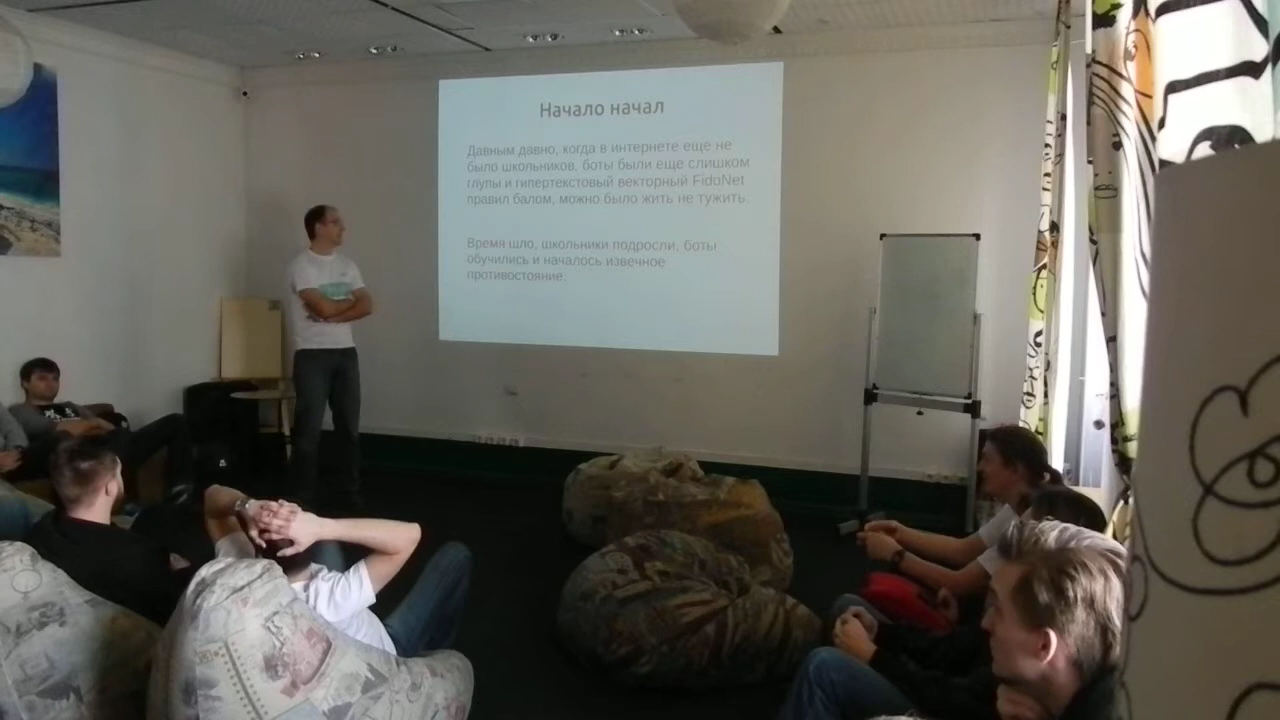 Начало начал
Давным давно, когда в интернете еще не
было школьников, боты были еще слишком
глупы и гипертекстовый векторный FidoNet
правил балом, можно было жить не тужить.
Время шло, школьники подросли, боты
обучились и началось извечное
противостояние.